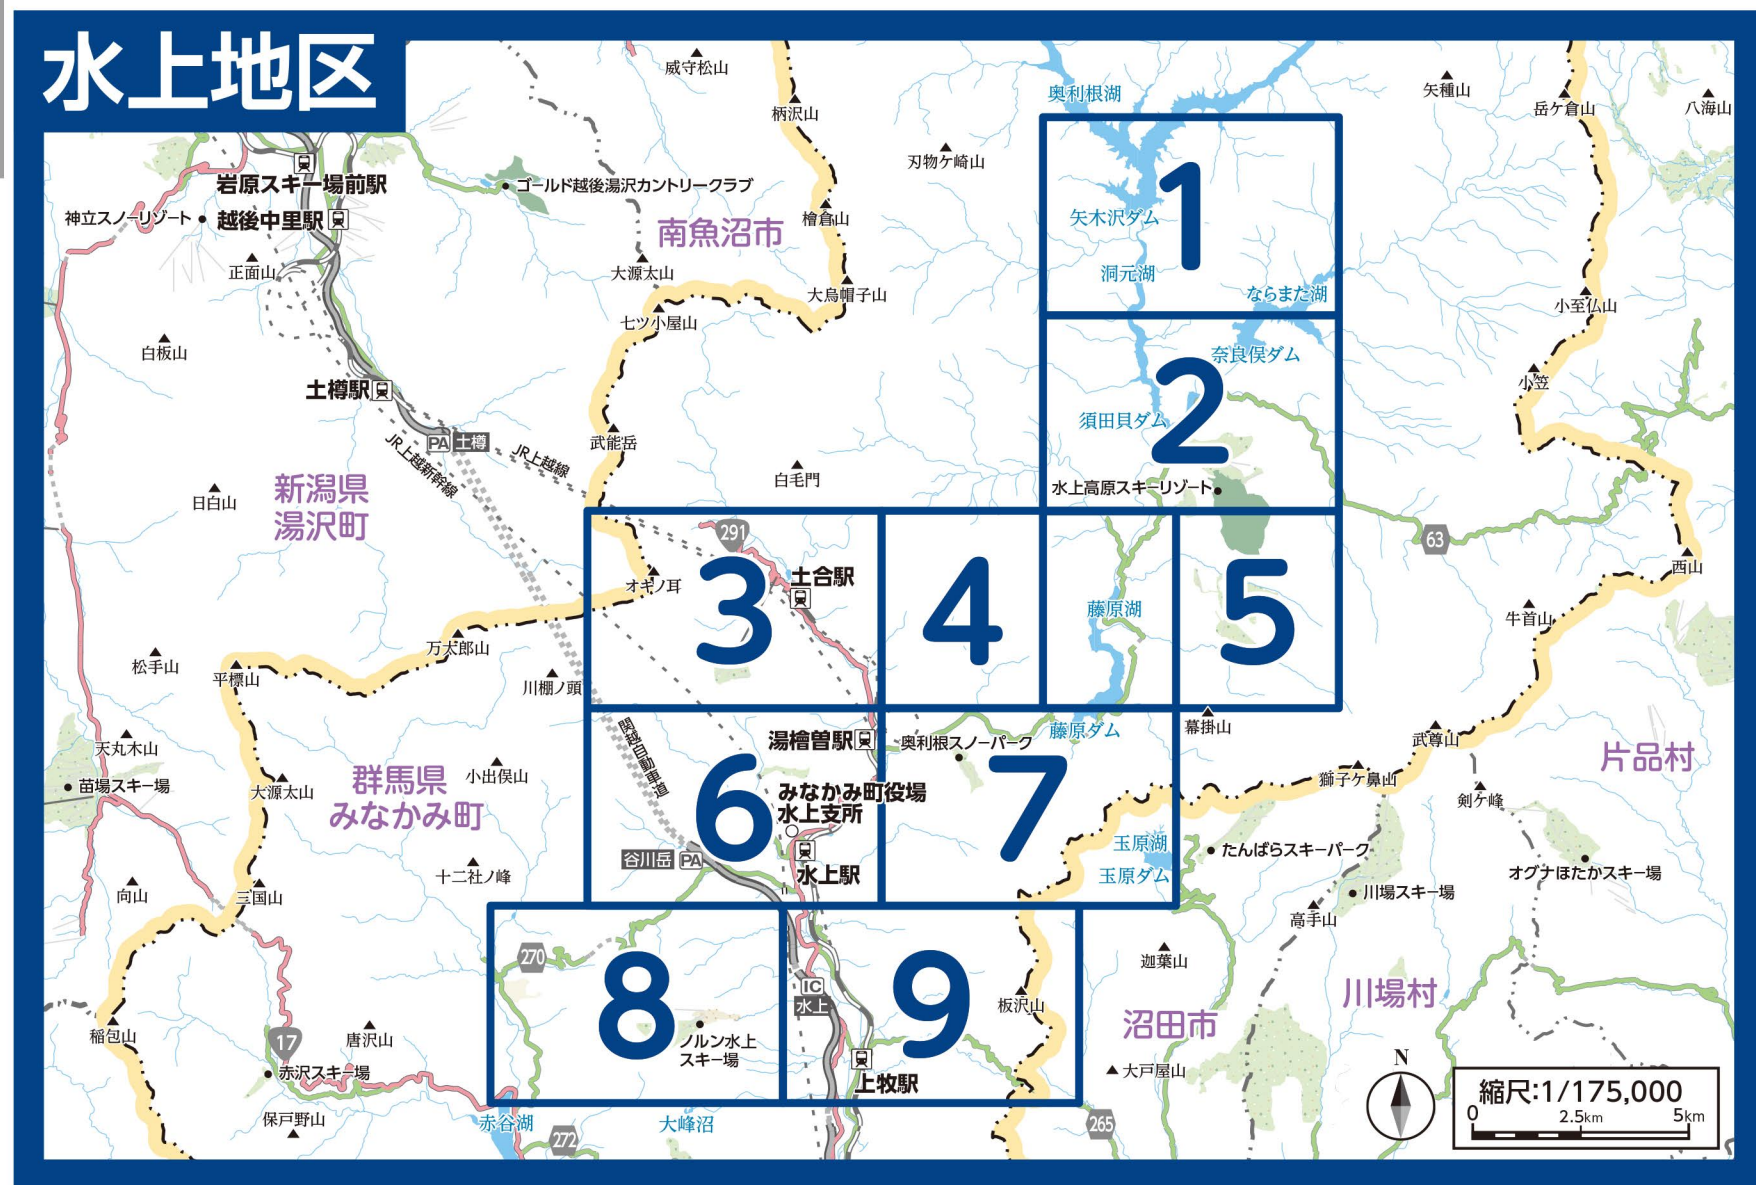 水上地区
威守松山
柄沢山
奥利根湖
矢種山
岳ケ倉山
八海山
刃物ケ崎山
1
岩原スキー場前駅
ゴールド越後湯沢カントリークラブ
神立スノーリゾート
越後中里駅
南魚沼市
檜倉山
矢木沢ダム
正面山
大源太山
洞元湖
大烏帽子山
ならまた湖
小至仏山
七ツ小屋山
白板山
奈良俣ダム
土樽駅
2
小笠
須田貝ダム
PA 土樽
武能岳
JR上越線
JR上越新幹線
白毛門
新潟県
湯沢町
日白山
水上高原スキーリゾート
291
63
3
4
5
土合駅
オキノ耳
西山
藤原湖
牛首山
万太郎山
松手山
平標山
川棚ノ頭
関越自動車道
藤原ダム
幕掛山
湯檜曽駅
奥利根スノーパーク
武尊山
天丸木山
片品村
苗場スキー場
大源太山
群馬県
みなかみ町
小出俣山
6
7
みなかみ町役場
水上支所
獅子ケ鼻山
剣ケ峰
玉原湖
玉原ダム
たんばらスキーパーク
谷川岳 PA
水上駅
十二社ノ峰
オグナほたかスキー場
向山
三国山
川場スキー場
高手山
270
8
9
迦葉山
IC
水上
板沢山
川場村
沼田市
稲包山
17
唐沢山
ノルン水上
スキー場
赤沢スキー場
上牧駅
大戸屋山
保戸野山
赤谷湖
272
大峰沼
265
N
縮尺:1/175,000
0 2.5km 5km